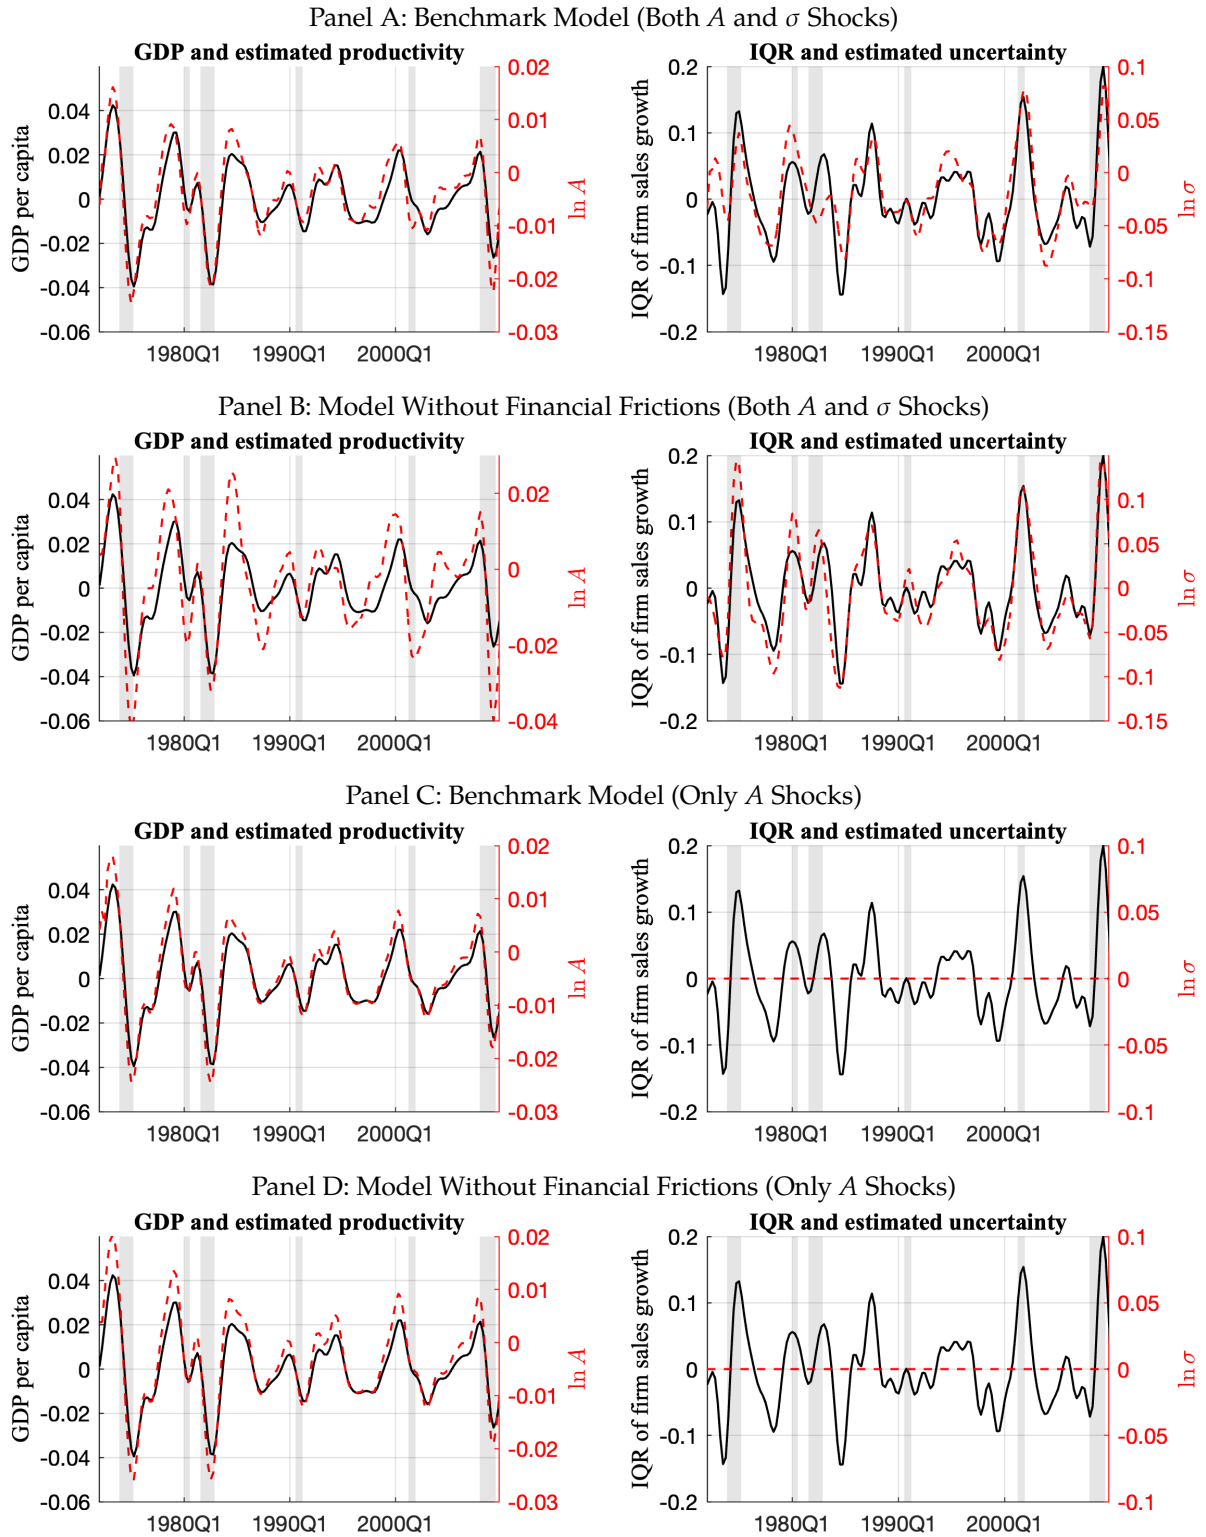 Panel A: Benchmark Model (Both A and σ Shocks)
GDP and estimated productivity
GDP per capita
0.04
0.02
0
-0.02
-0.04
-0.06
0.02
0.01
0
-0.01
-0.02
-0.03
ln A
1980Q1 1990Q1 2000Q1
IQR and estimated uncertainty
IQR of firm sales growth
0.2
0.1
0
-0.1
-0.2
0.1
0.05
0
-0.05
-0.1
-0.15
ln σ
1980Q1 1990Q1 2000Q1
Panel B: Model Without Financial Frictions (Both A and σ Shocks)
GDP and estimated productivity
GDP per capita
0.04
0.02
0
-0.02
-0.04
-0.06
0.02
0
-0.02
-0.04
ln A
1980Q1 1990Q1 2000Q1
IQR and estimated uncertainty
IQR of firm sales growth
0.2
0.1
0
-0.1
-0.2
0.1
0.05
0
-0.05
-0.1
-0.15
ln σ
1980Q1 1990Q1 2000Q1
Panel C: Benchmark Model (Only A Shocks)
GDP and estimated productivity
GDP per capita
0.04
0.02
0
-0.02
-0.04
-0.06
0.02
0.01
0
-0.01
-0.02
-0.03
ln A
1980Q1 1990Q1 2000Q1
IQR and estimated uncertainty
IQR of firm sales growth
0.2
0.1
0
-0.1
-0.2
0.1
0.05
0
-0.05
-0.1
ln σ
1980Q1 1990Q1 2000Q1
Panel D: Model Without Financial Frictions (Only A Shocks)
GDP and estimated productivity
GDP per capita
0.04
0.02
0
-0.02
-0.04
-0.06
0.02
0.01
0
-0.01
-0.02
-0.03
ln A
1980Q1 1990Q1 2000Q1
IQR and estimated uncertainty
IQR of firm sales growth
0.2
0.1
0
-0.1
-0.2
0.1
0.05
0
-0.05
-0.1
ln σ
1980Q1 1990Q1 2000Q1